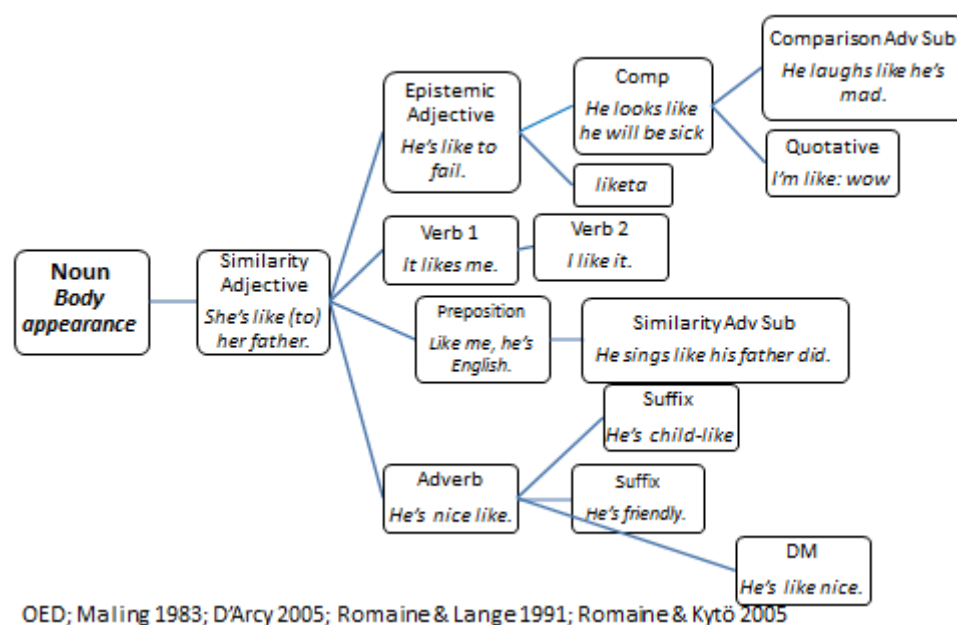 Noun
Body
appearance
Similarity
Adjective
She's like (to)
her father.
Epistemic
Adjective
He's like to
fail.
Comp
He looks like
he will be sick
Comparison Adv Sub
He laughs like he's
mad.
Quotative
I'm like: wow
liketa
Verb 1
It likes me.
Verb 2
I like it.
Preposition
Like me, he's
English.
Similarity Adv Sub
He sings like his father did.
Adverb
He's nice like.
Suffix
He's child-like
Suffix
He's friendly.
DM
He's like nice.
OED; Maling 1983; D'Arcy 2005; Romaine & Lange 1991; Romaine & Kytö 2005